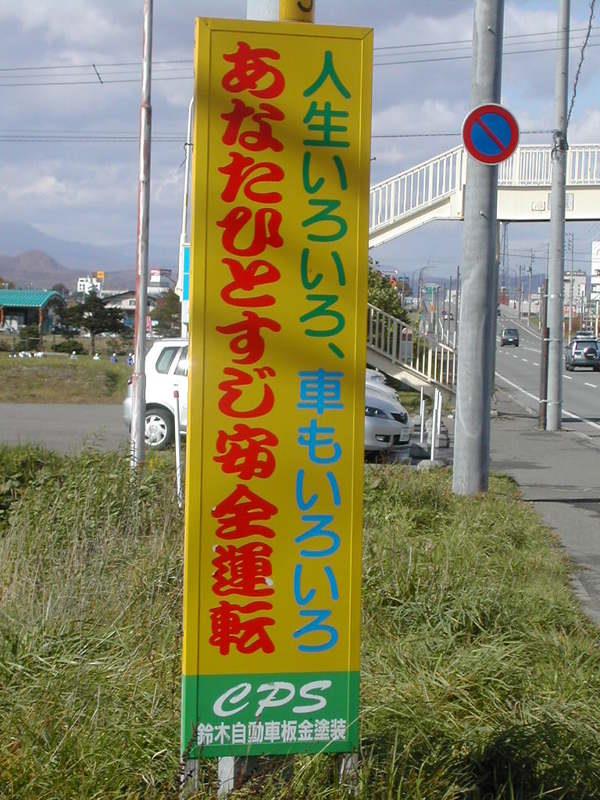 人生いろいろ、車もいろいろ
あなたひとすじ安全運転
CPS
鈴木自動車板金塗装